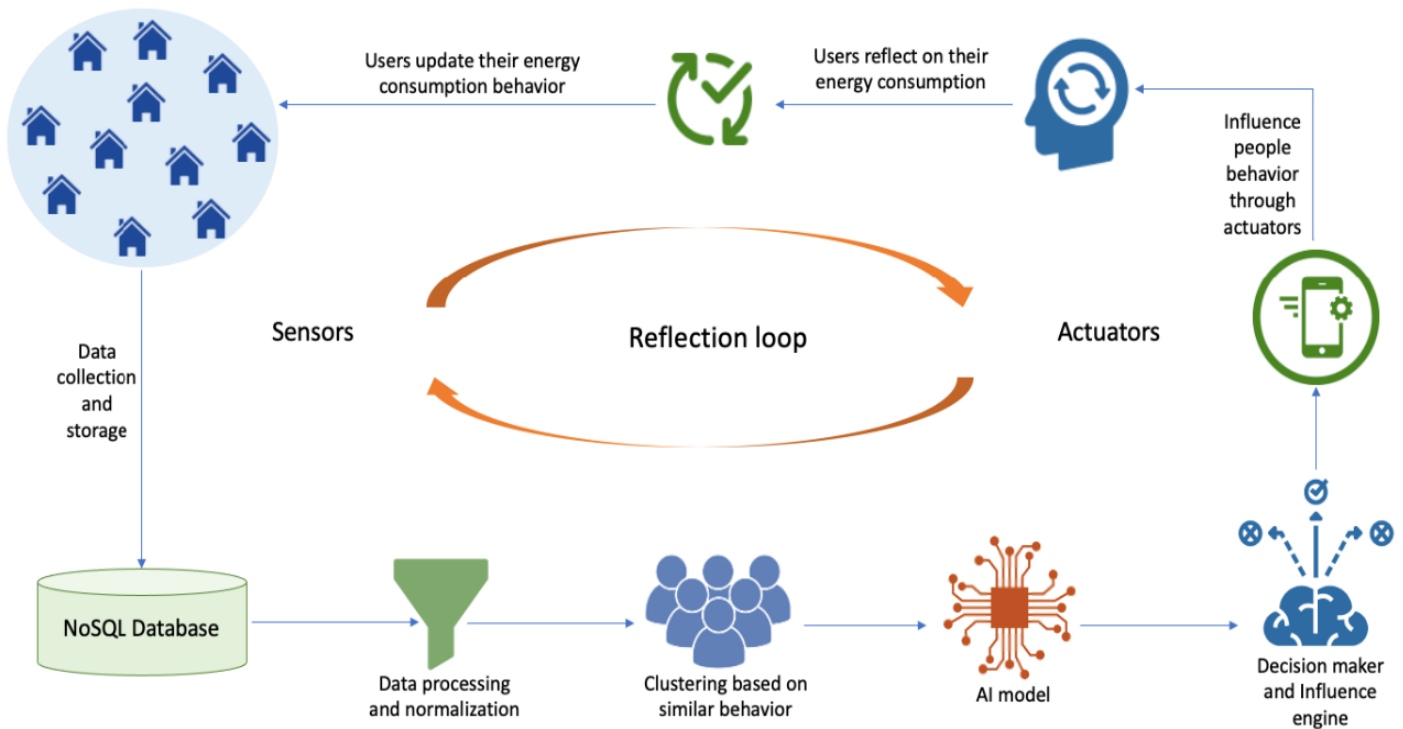 Users update their energy
consumption behavior
Users reflect on their
energy consumption
Influence
people
behavior
through
actuators
Sensors
Reflection loop
Actuators
Data
collection
and
storage
NoSQL Database
Data processing
and normalization
Clustering based on
similar behavior
AI model
Decision maker
and Influence
engine